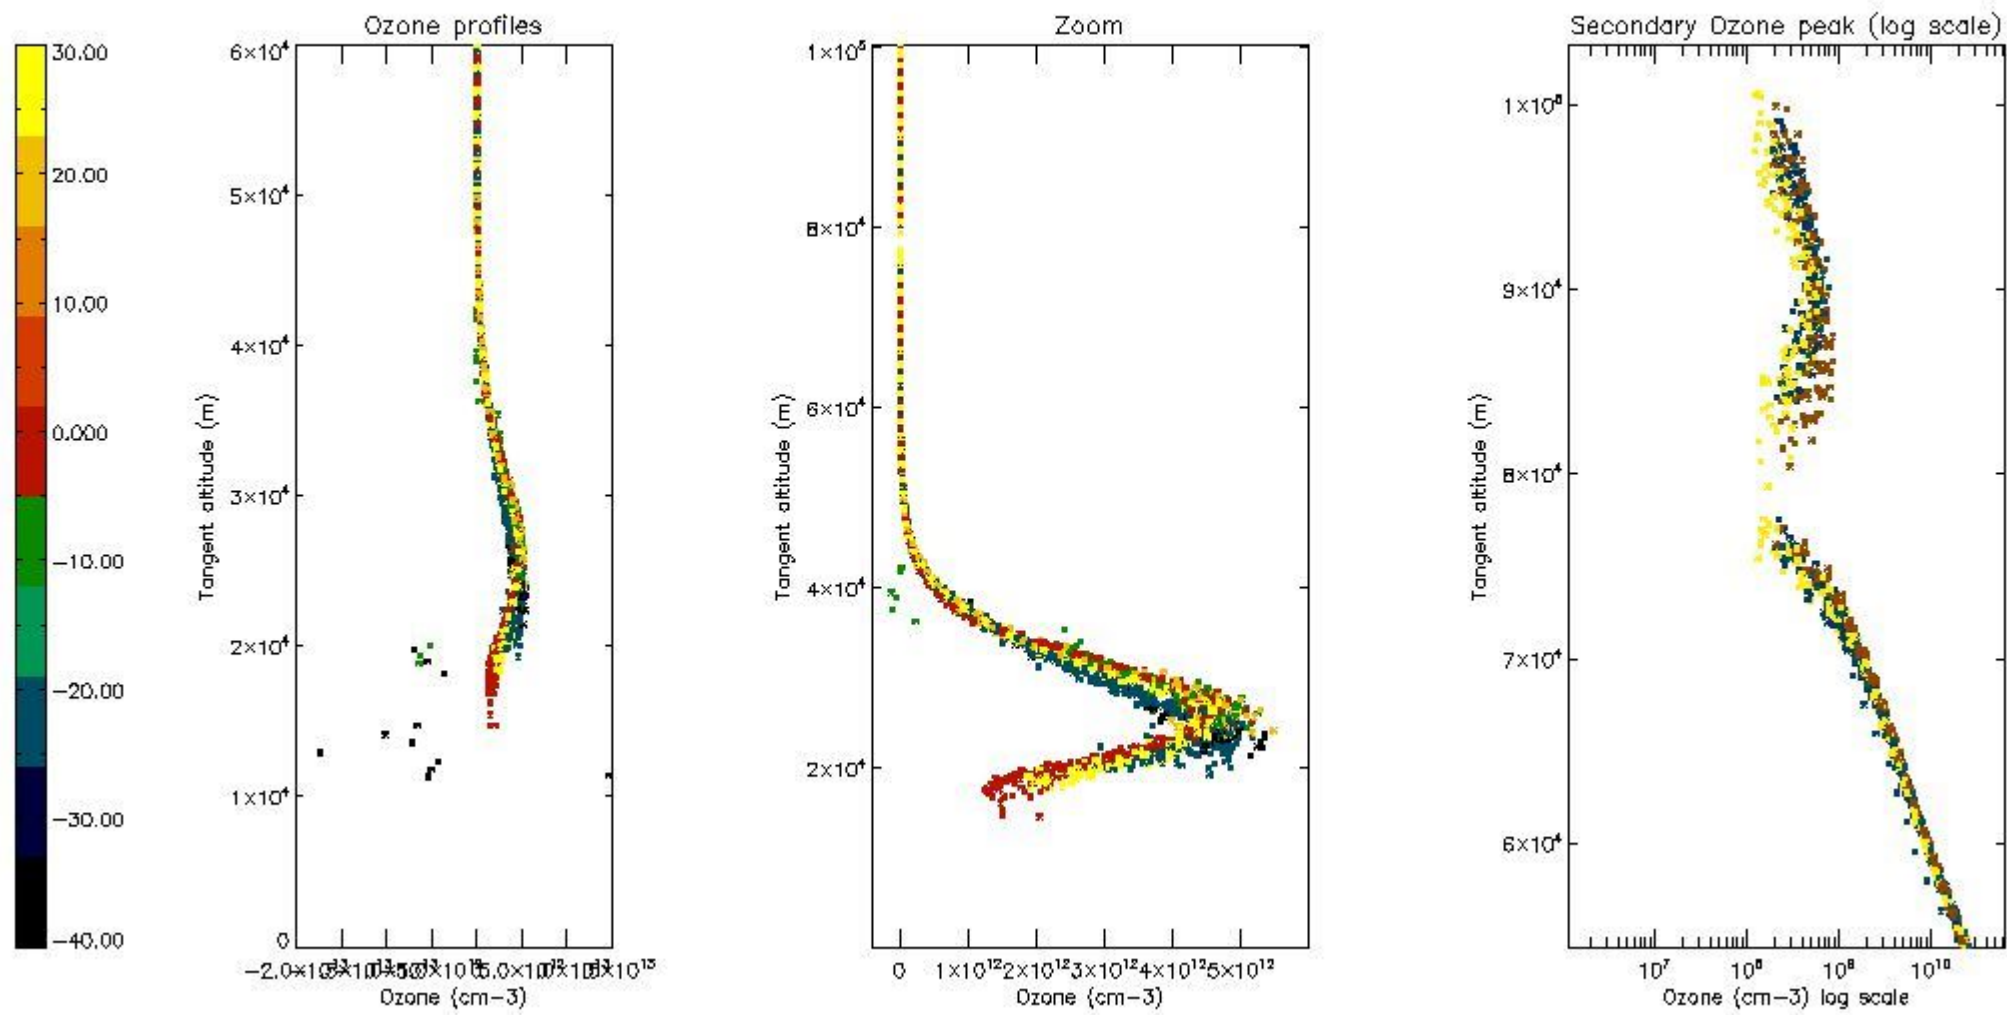 Ozone profiles
Zoom
Secondary Ozone peak (log scale)
30.00
20.00
10.00
0.000
−10.00
−20.00
−30.00
−40.00
6×10⁴
5×10⁴
4×10⁴
3×10⁴
2×10⁴
1×10⁴
0
Tangent altitude (m)
Ozone (cm−3)
1×10⁵
8×10⁴
6×10⁴
4×10⁴
2×10⁴
Tangent altitude (m)
0 1×10¹² 2×10¹² 3×10¹² 4×10¹² 5×10¹²
Ozone (cm−3)
1×10⁵
9×10⁴
8×10⁴
7×10⁴
6×10⁴
Tangent altitude (m)
10⁷ 10⁸ 10⁹ 10¹⁰
Ozone (cm−3) log scale